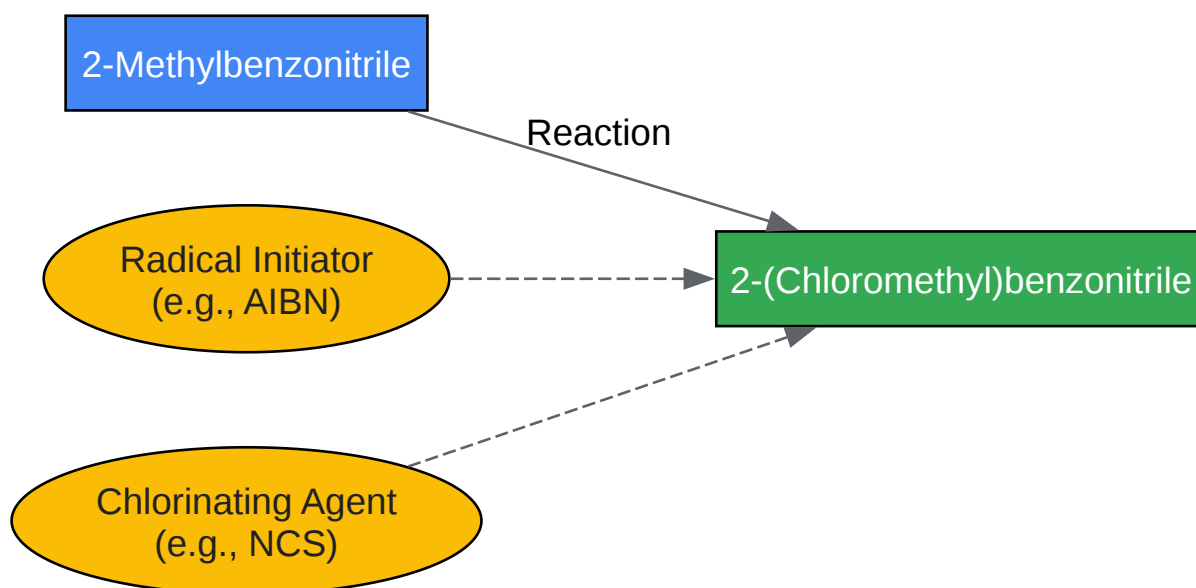 2-Methylbenzonitrile
Reaction
Radical Initiator
(e.g., AIBN)
2-(Chloromethyl)benzonitrile
Chlorinating Agent
(e.g., NCS)